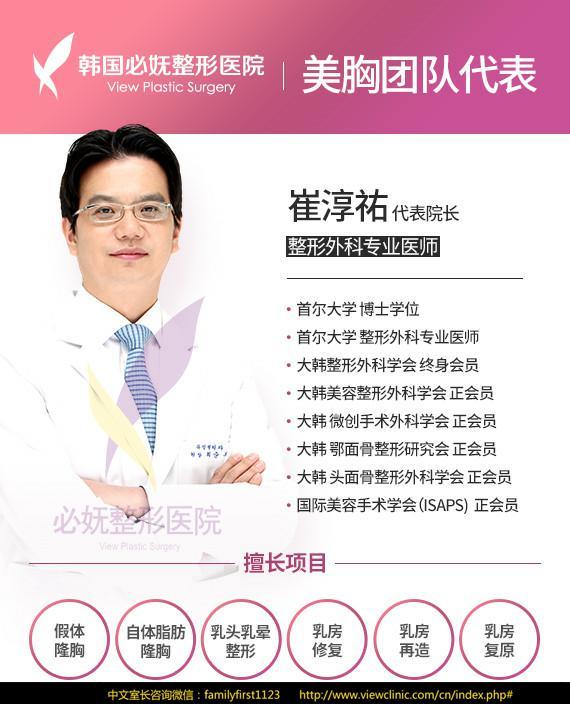 韩国必妩整形医院
View Plastic Surgery
美胸团队代表
崔淳祐 代表院长
整形外科专业医师
• 首尔大学 博士学位
• 首尔大学 整形外科专业医师
• 大韩整形外科学会 终身会员
• 大韩美容整形外科学会 正会员
• 大韩 微创手术外科学会 正会员
• 大韩 鄂面骨整形研究会 正会员
• 大韩 头面骨整形外科学会 正会员
• 国际美容手术学会(ISAPS) 正会员
必妩整形医院
View Plastic Surgery
擅长项目
假体
隆胸
自体脂肪
隆胸
乳头乳晕
整形
乳房
修复
乳房
再造
乳房
复原
中文室长咨询微信：familyfirst1123 http://www.viewclinic.com/cn/index.php#